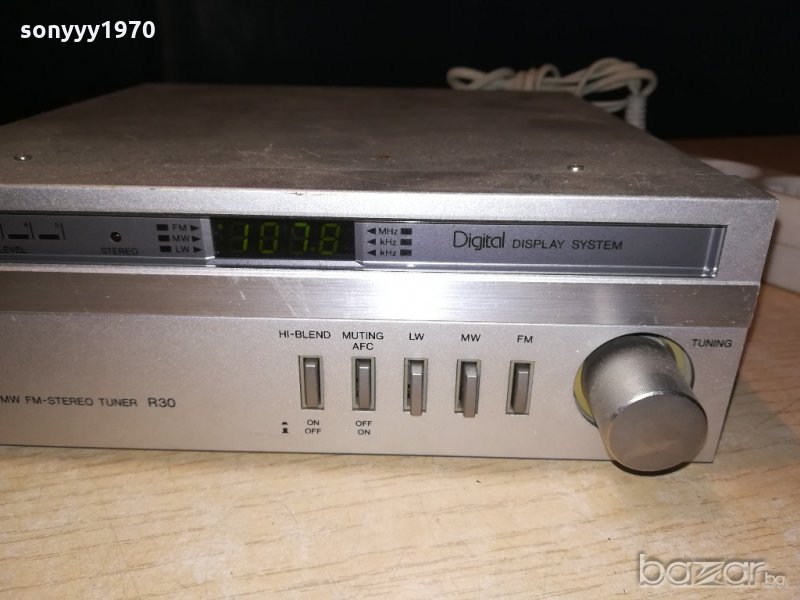 sonyyy1970
LEVEL
STEREO
FM
MW
LW
107.8
MHz
kHz
kHz
Digital DISPLAY SYSTEM
HI-BLEND
MUTING AFC
LW
MW
FM
TUNING
MW FM-STEREO TUNER R30
ON OFF
OFF ON
bazar.bg